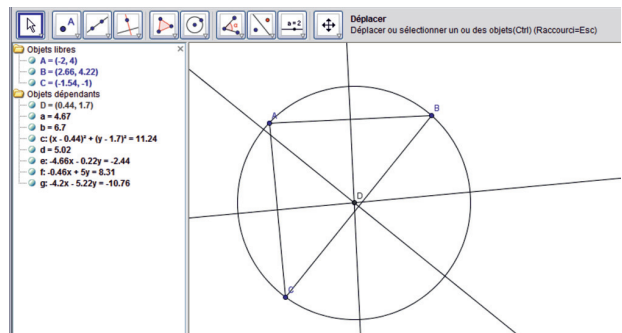 A
a=2
Déplacer
Déplacer ou sélectionner un ou des objets(Ctrl) (Raccourci=Esc)
Objets libres
A = (-2, 4)
B = (2.66, 4.22)
C = (-1.54, -1)
Objets dépendants
D = (0.44, 1.7)
a = 4.67
b = 6.7
c: (x - 0.44)² + (y - 1.7)² = 11.24
d = 5.02
e: -4.66x - 0.22y = -2.44
f: -0.46x + 5y = 8.31
g: -4.2x - 5.22y = -10.76
A
B
D
C